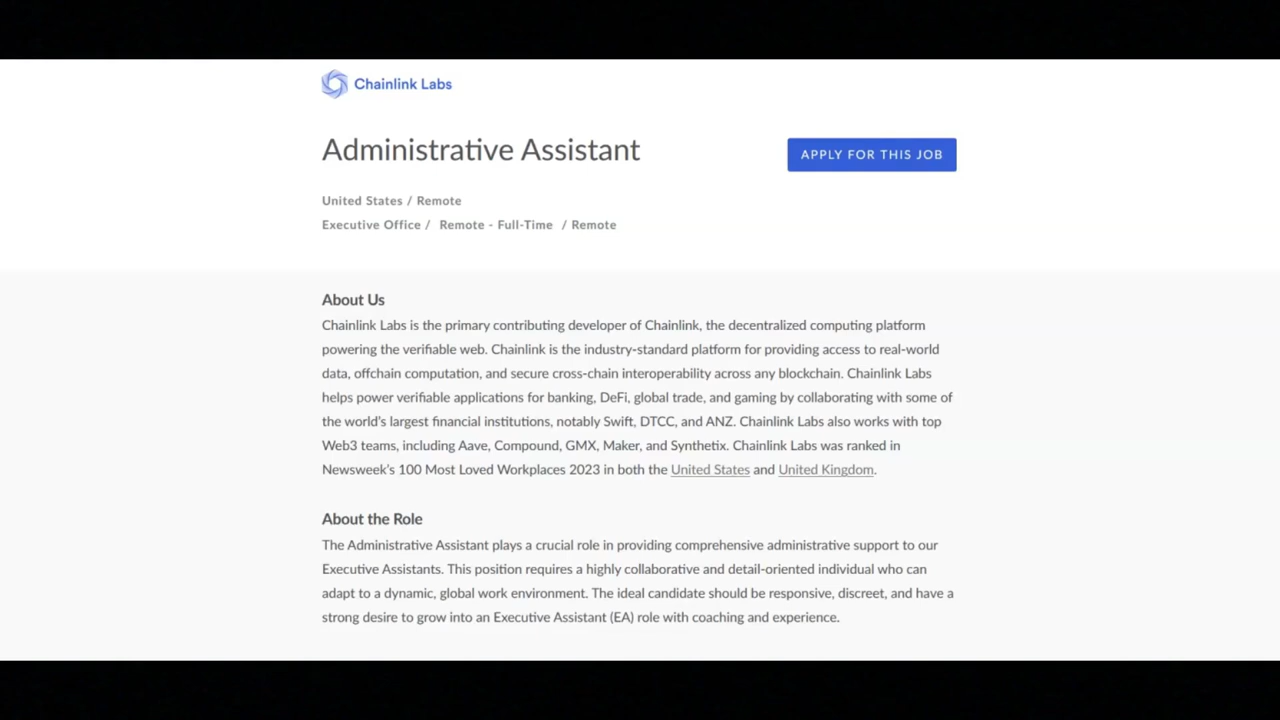 Chainlink Labs
Administrative Assistant
APPLY FOR THIS JOB
United States / Remote
Executive Office / Remote - Full-Time / Remote
About Us
Chainlink Labs is the primary contributing developer of Chainlink, the decentralized computing platform
powering the verifiable web. Chainlink is the industry-standard platform for providing access to real-world
data, offchain computation, and secure cross-chain interoperability across any blockchain. Chainlink Labs
helps power verifiable applications for banking, DeFi, global trade, and gaming by collaborating with some of
the world's largest financial institutions, notably Swift, DTCC, and ANZ. Chainlink Labs also works with top
Web3 teams, including Aave, Compound, GMX, Maker, and Synthetix. Chainlink Labs was ranked in
Newsweek's 100 Most Loved Workplaces 2023 in both the United States and United Kingdom.
About the Role
The Administrative Assistant plays a crucial role in providing comprehensive administrative support to our
Executive Assistants. This position requires a highly collaborative and detail-oriented individual who can
adapt to a dynamic, global work environment. The ideal candidate should be responsive, discreet, and have a
strong desire to grow into an Executive Assistant (EA) role with coaching and experience.